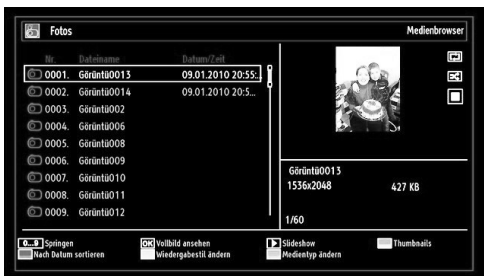 Fotos Medienbrowser
Nr. Dateiname Datum/Zeit
0001. Görüntü0013 09.01.2010 20:55:..
0002. Görüntü0014 09.01.2010 20:5...
0003. Görüntü002
0004. Görüntü006
0005. Görüntü008
0006. Görüntü009
0007. Görüntü010
0008. Görüntü011
0009. Görüntü012
Görüntü0013
1536x2048 427 KB
1/60
0...9 Springen OK Vollbild ansehen Slideshow Thumbnails
Nach Datum sortieren Wiedergabestil ändern Medientyp ändern